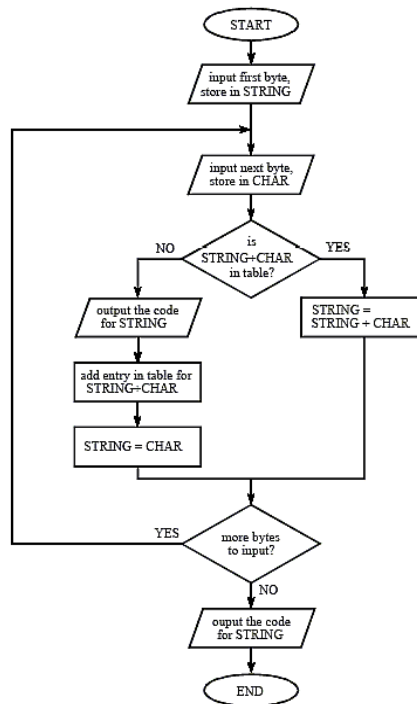 START
input first byte,
store in STRING
input next byte,
store in CHAR
NO
is
STRING+CHAR
in table?
YES
output the code
for STRING
STRING =
STRING + CHAR
add entry in table for
STRING+CHAR
STRING = CHAR
YES
more bytes
to input?
NO
ouput the code
for STRING
END